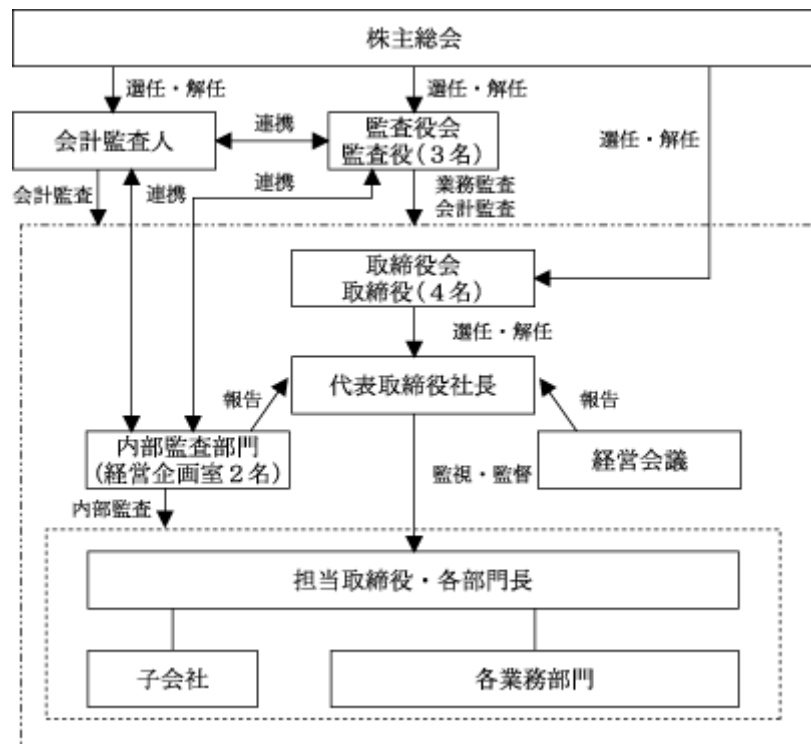 株主総会
選任・解任
選任・解任
選任・解任
会計監査人
連携
監査役会
監査役(3名)
会計監査
連携
連携
業務監査
会計監査
取締役会
取締役(4名)
選任・解任
代表取締役社長
報告
報告
内部監査部門
(経営企画室2名)
監視・監督
経営会議
内部監査
担当取締役・各部門長
子会社
各業務部門